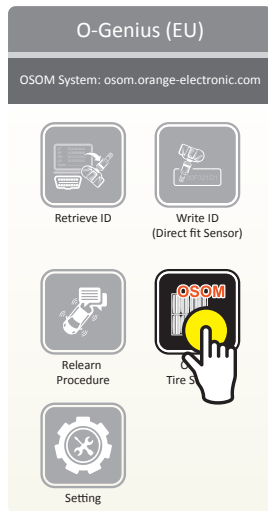 O-Genius (EU)
OSOM System: osom.orange-electronic.com
Retrieve ID
Write ID
(Direct fit Sensor)
OSOM
Relearn
Procedure
Tire
Setting